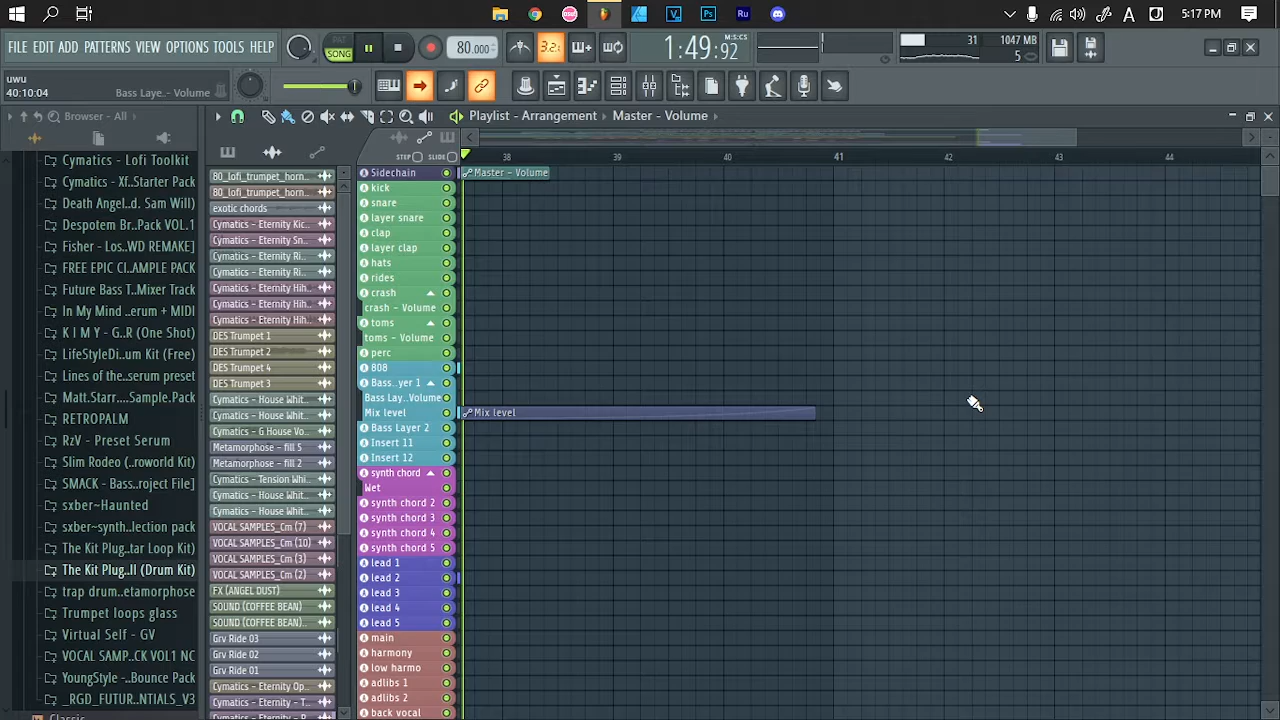 Ru
A
5:17 PM
FILE EDIT ADD PATTERNS VIEW OPTIONS TOOLS HELP
PAT
SONG
80.000
3.2.
1:49:92
M:S:CS
31
1047 MB
5
uwu
40:10:04
Bass Laye.. - Volume
Browser - All
Playlist - Arrangement
Master - Volume
STEP
SLIDE
38
39
40
41
42
43
44
Cymatics - Lofi Toolkit
Cymatics - Xf..Starter Pack
Death Angel..d. Sam Will)
Despotem Br..Pack VOL.1
Fisher - Los..WD REMAKE]
FREE EPIC CI..AMPLE PACK
Future Bass T..Mixer Track
In My Mind ..erum + MIDI
K I M Y - G..R (One Shot)
LifeStyleDi..um Kit (Free)
Lines of the..serum preset
Matt.Starr...Sample.Pack
RETROPALM
RzV - Preset Serum
Slim Rodeo (..roworld Kit)
SMACK - Bass..roject File]
sxber~Haunted
sxber~synth..lection pack
The Kit Plug..tar Loop Kit)
The Kit Plug..II (Drum Kit)
trap drum..etamorphose
Trumpet loops glass
Virtual Self - GV
VOCAL SAMP..CK VOL1 NC
YoungStyle - Bounce Pack
_RGD_FUTUR..NTIALS_V3
Classic
80_lofi_trumpet_horn..
80_lofi_trumpet_horn..
exotic chords
Cymatics - Eternity Kic..
Cymatics - Eternity Sn..
Cymatics - Eternity Ri..
Cymatics - Eternity Ri..
Cymatics - Eternity Hih..
Cymatics - Eternity Hih..
Cymatics - Eternity Hih..
DES Trumpet 1
DES Trumpet 2
DES Trumpet 4
DES Trumpet 3
Cymatics - House Whit..
Cymatics - House Whit..
Cymatics - G House Vo..
Metamorphose - fill 5
Metamorphose - fill 2
Cymatics - Tension Whi..
Cymatics - House Whit..
Cymatics - House Whit..
VOCAL SAMPLES_Cm (7)
VOCAL SAMPLES_Cm (10)
VOCAL SAMPLES_Cm (3)
VOCAL SAMPLES_Cm (2)
FX (ANGEL DUST)
SOUND (COFFEE BEAN)
SOUND (COFFEE BEAN)..
Grv Ride 03
Grv Ride 02
Grv Ride 01
Cymatics - Eternity Op..
Cymatics - Eternity - T..
Sidechain
kick
snare
layer snare
clap
layer clap
hats
rides
crash
crash - Volume
toms
toms - Volume
perc
808
Bass..yer 1
Bass Lay..Volume
Mix level
Bass Layer 2
Insert 11
Insert 12
synth chord
Wet
synth chord 2
synth chord 3
synth chord 4
synth chord 5
lead 1
lead 2
lead 3
lead 4
lead 5
main
harmony
low harmo
adlibs 1
adlibs 2
back vocal
Master - Volume
Mix level